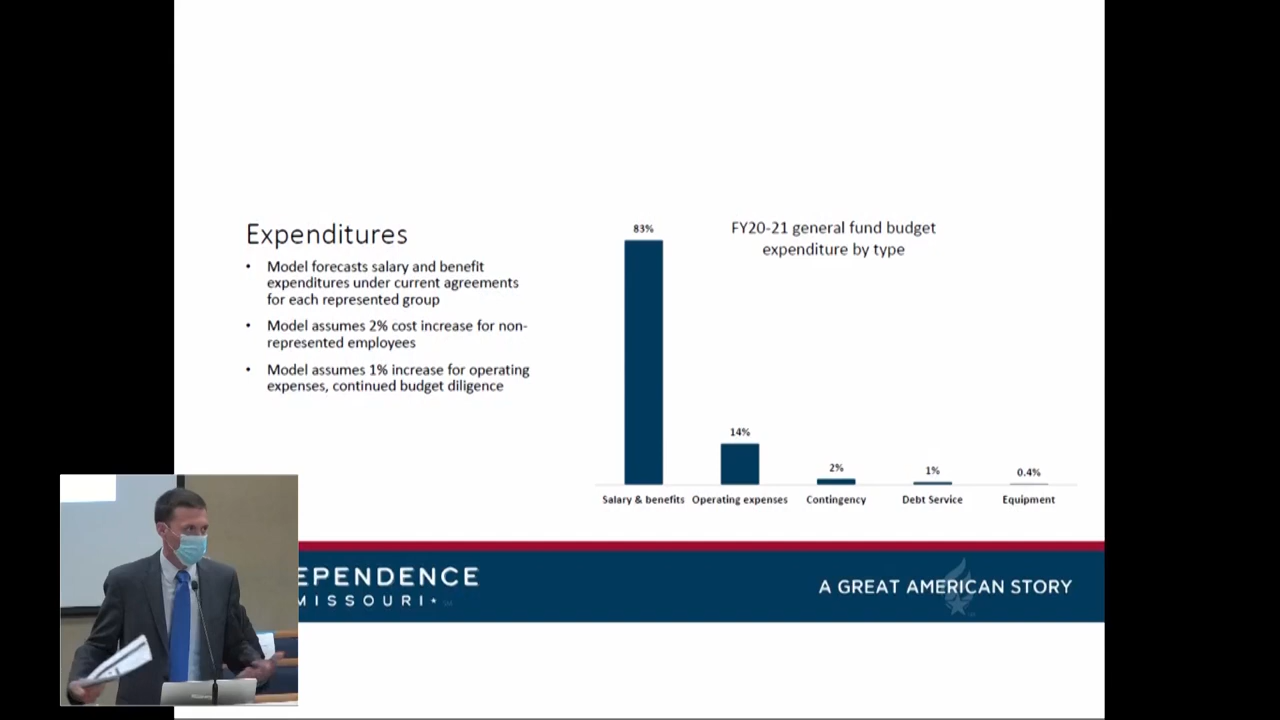 Expenditures
• Model forecasts salary and benefit
expenditures under current agreements
for each represented group
• Model assumes 2% cost increase for non-
represented employees
• Model assumes 1% increase for operating
expenses, continued budget diligence
FY20-21 general fund budget
expenditure by type
83%
14%
2%
1%
0.4%
Salary & benefits
Operating expenses
Contingency
Debt Service
Equipment
EPENDENCE
MISSOURI
A GREAT AMERICAN STORY